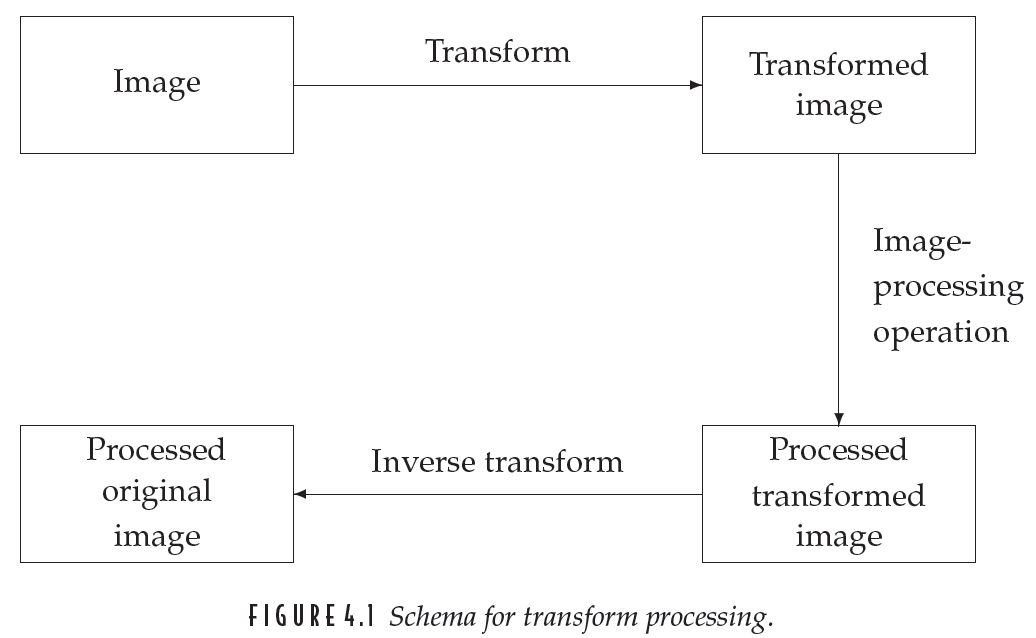 Image
Transform
Transformed
image
Image-
processing
operation
Processed
original
image
Inverse transform
Processed
transformed
image
FIGURE 4.1 Schema for transform processing.